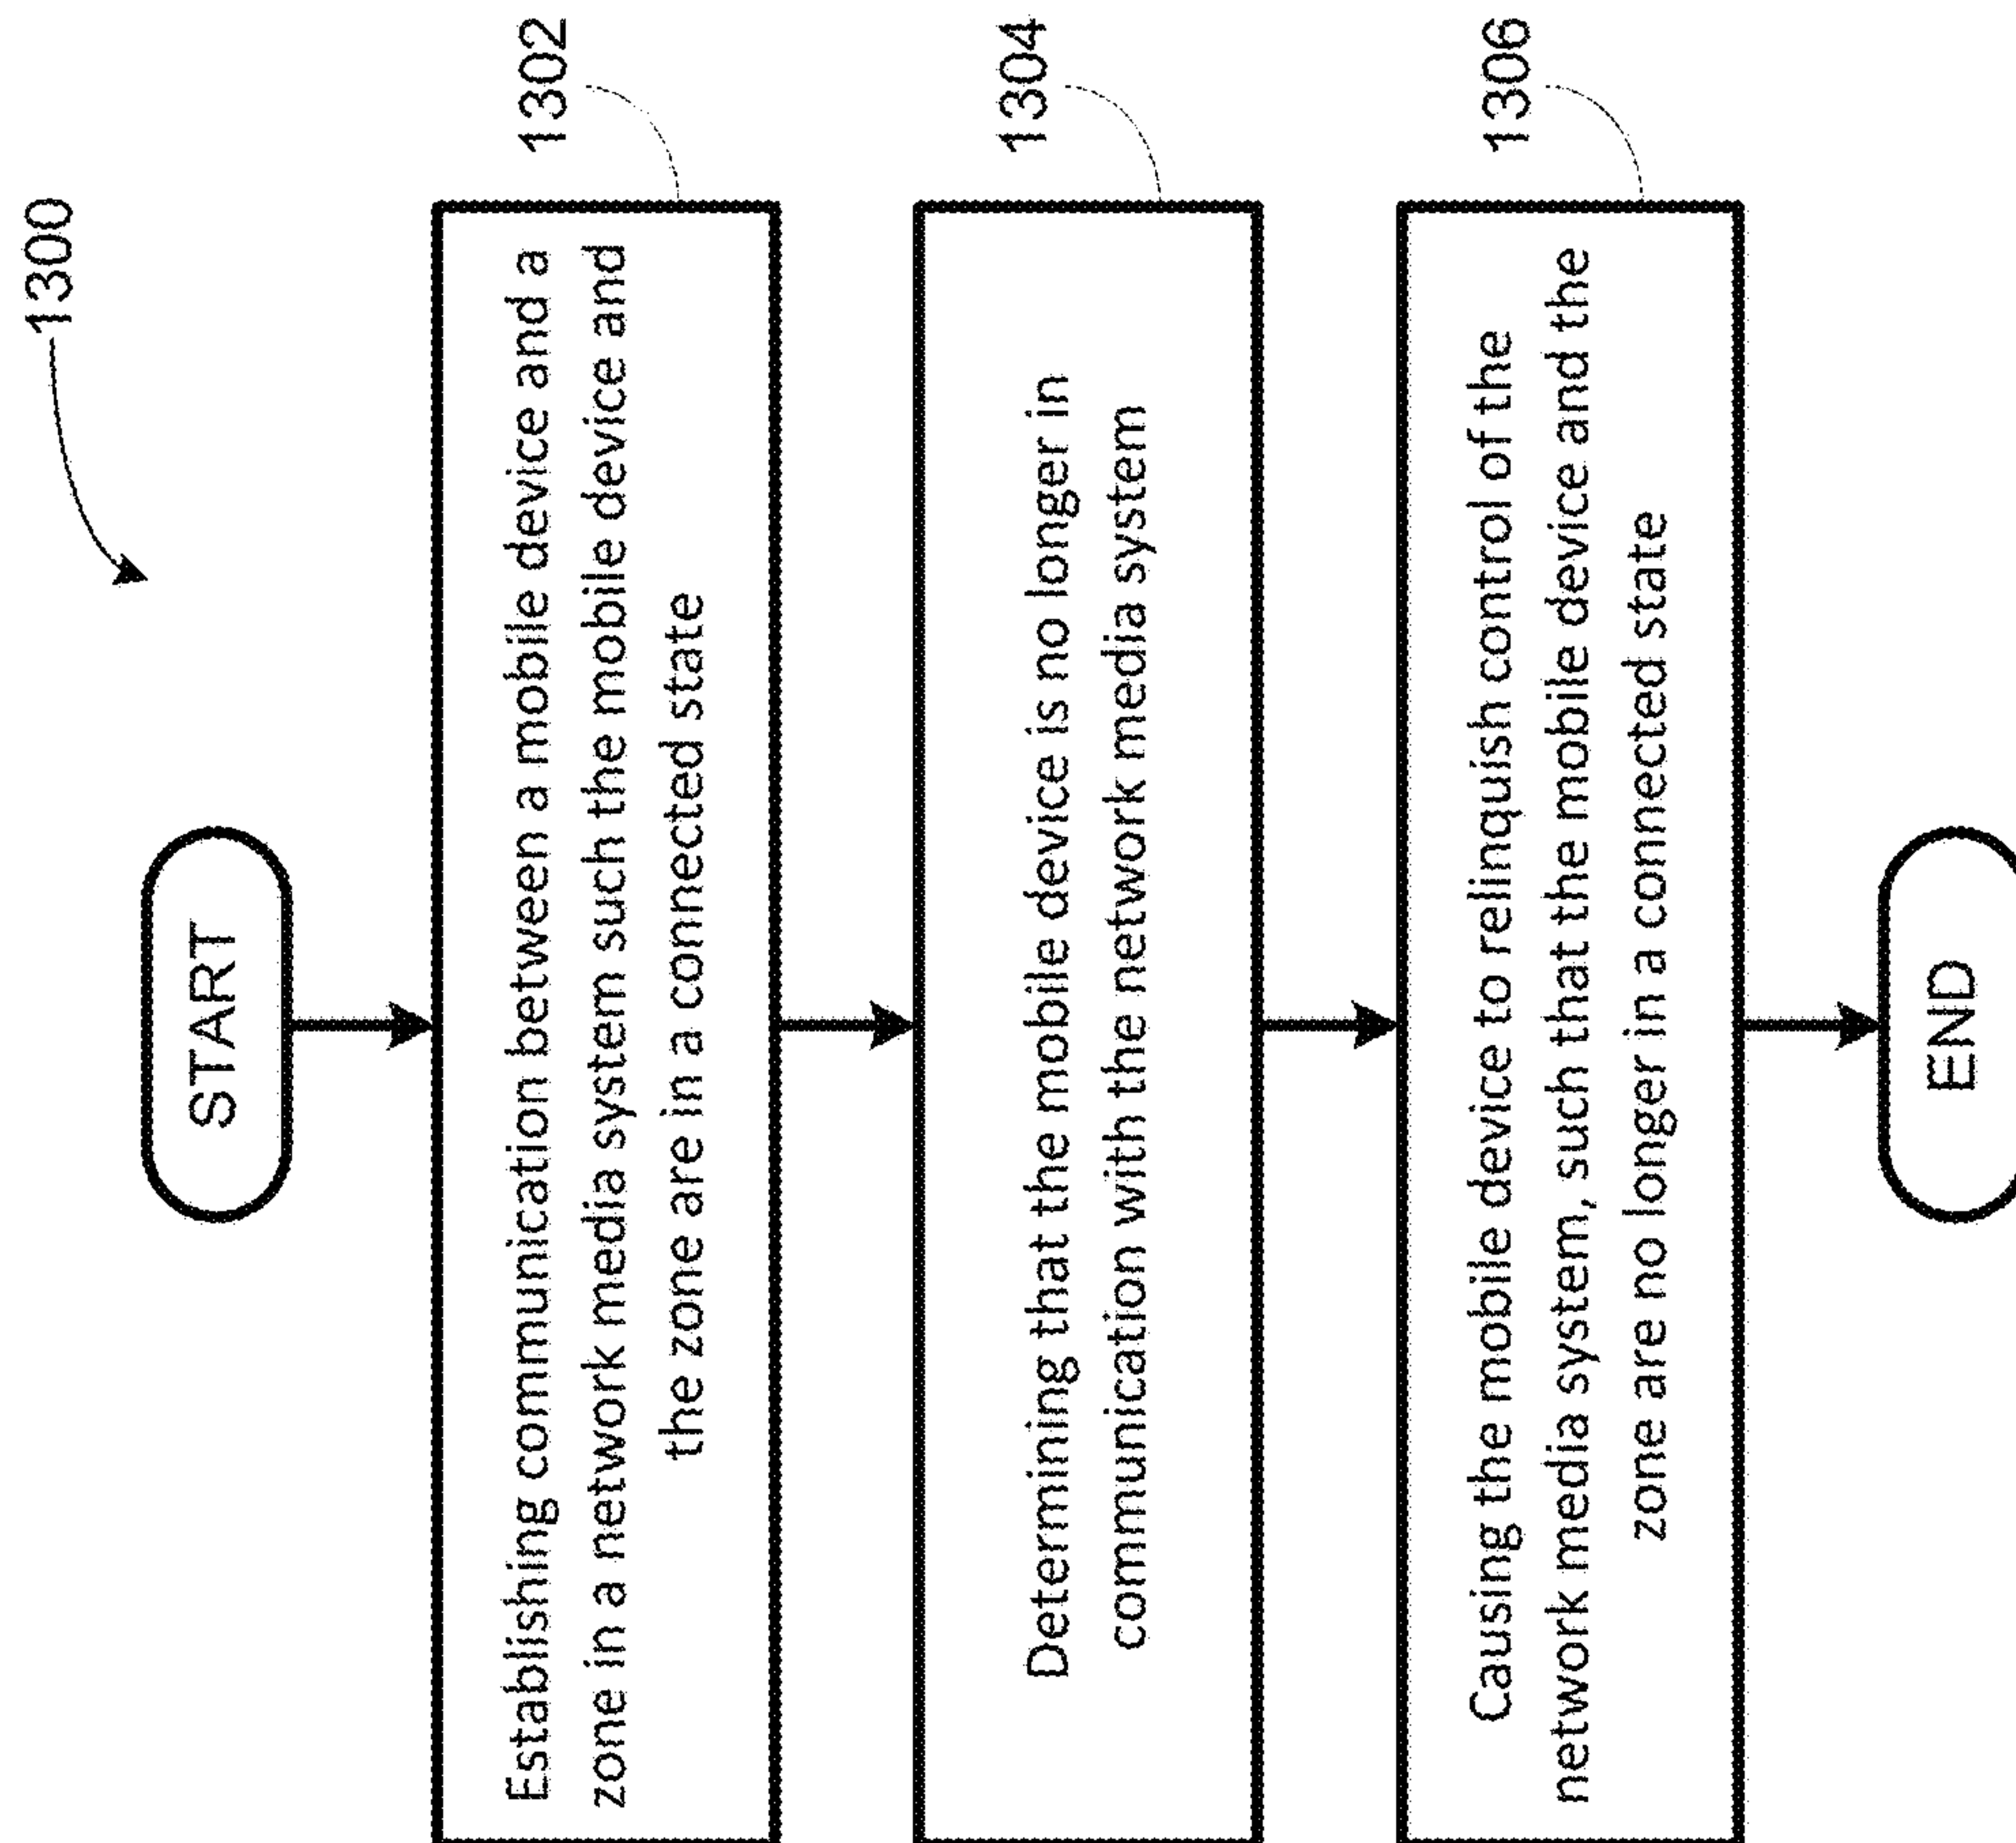 1300
START
Establishing communication between a mobile device and a
zone in a network media system such the mobile device and
the zone are in a connected state
1302
Determining that the mobile device is no longer in
communication with the network media system
1304
Causing the mobile device to relinquish control of the
network media system, such that the mobile device and the
zone are no longer in a connected state
1306
END